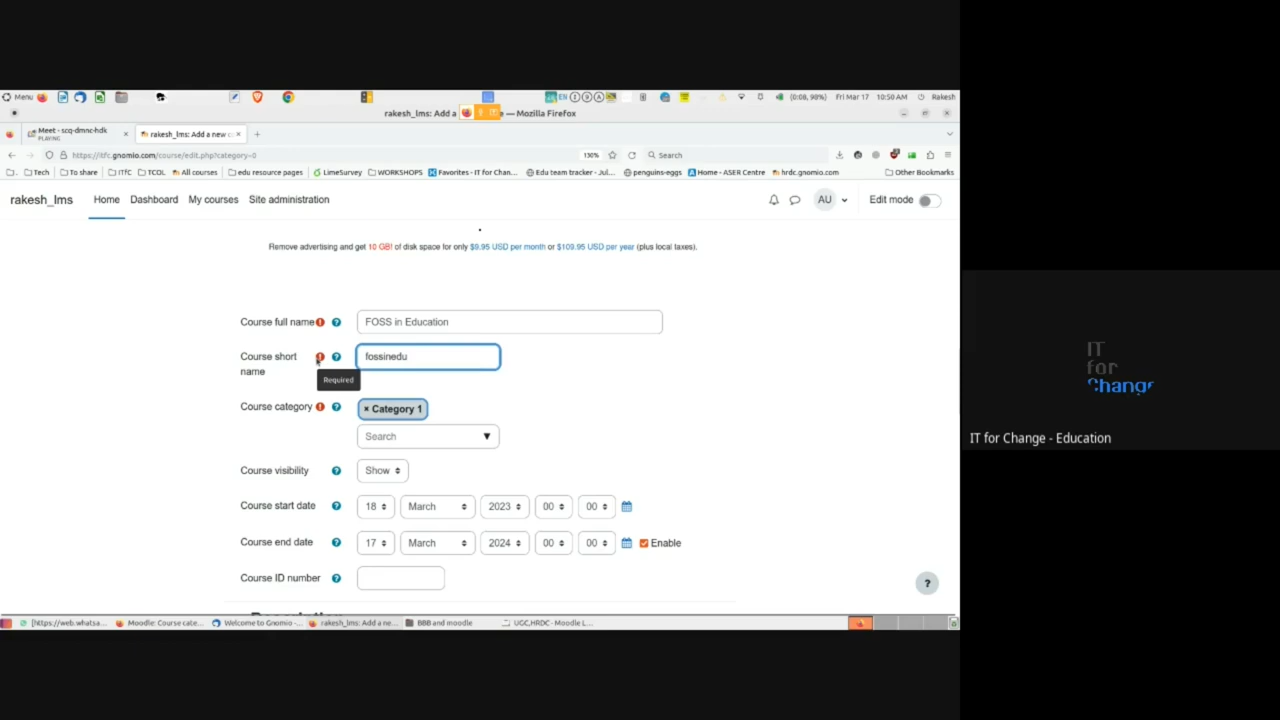 Menu
EN
(0:08, 98%) Fri Mar 17 10:50 AM Rakesh
rakesh_lms: Add a e — Mozilla Firefox
Meet - scq-dmnc-hdk
PLAYING
rakesh_lms: Add a new c
https://itfc.gnomio.com/course/edit.php?category=0
130%
Search
Tech To share ITfC TCOL All courses edu resource pages LimeSurvey WORKSHOPS Favorites - IT for Chan... Edu team tracker - Jul... penguins-eggs Home - ASER Centre hrdc.gnomio.com Other Bookmarks
rakesh_lms Home Dashboard My courses Site administration AU Edit mode
Remove advertising and get 10 GB! of disk space for only $9.95 USD per month or $109.95 USD per year (plus local taxes).
Course full name FOSS in Education
Course short name fossinedu
Required
Course category × Category 1
Search
Course visibility Show
Course start date 18 March 2023 00 00
Course end date 17 March 2024 00 00 Enable
Course ID number
?
[https://web.whatsa... Moodle: Course cate... Welcome to Gnomio -... rakesh_lms: Add a ne... BBB and moodle UGC,HRDC - Moodle L...
IT
for
Change
IT for Change - Education